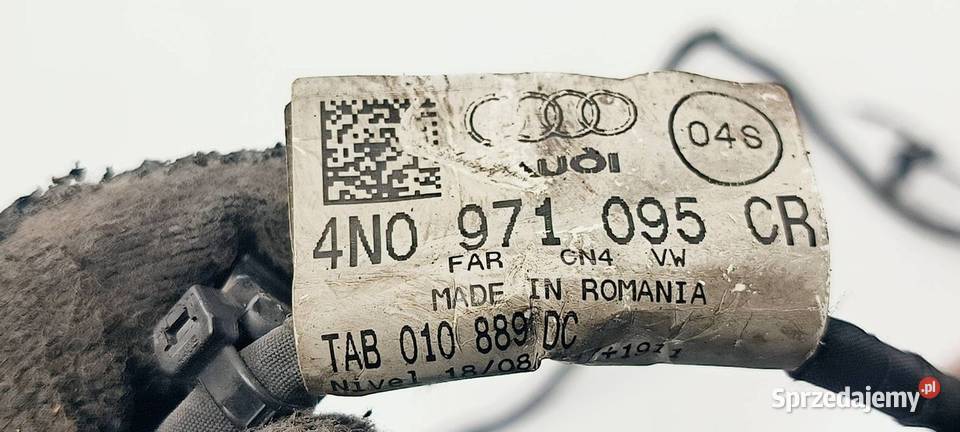 AUDI
04S
4N0 971 095 CR
FAR CN4 VW
MADE IN ROMANIA
TAB 010 889 DC
Nivel 18/08
Sprzedajemy.pl